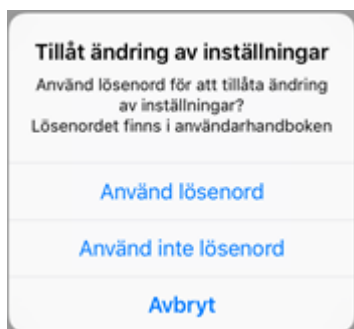 Tillåt ändring av inställningar
Använd lösenord för att tillåta ändring
av inställningar?
Lösenordet finns i användarhandboken
Använd lösenord
Använd inte lösenord
Avbryt